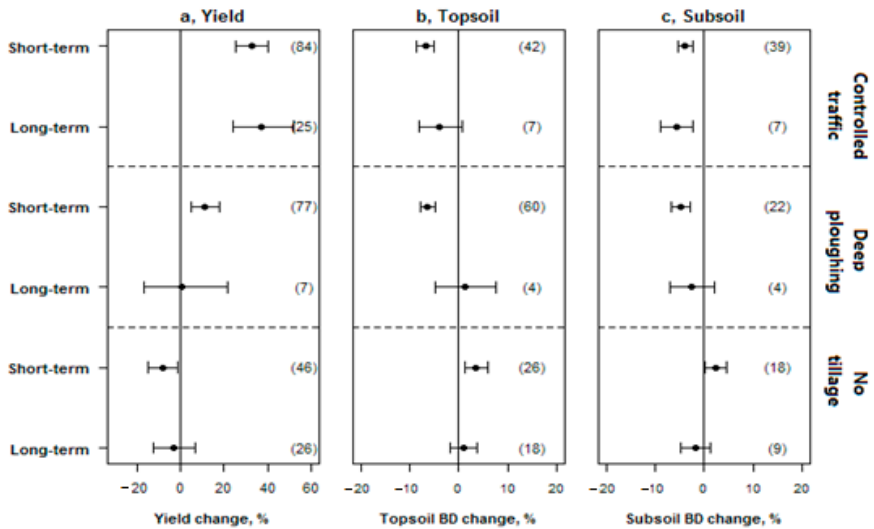 a, Yield b, Topsoil c, Subsoil
Short-term (84) (42) (39)
Long-term (25) (7) (7)
Controlled
traffic
Short-term (77) (60) (22)
Long-term (7) (4) (4)
Deep
ploughing
Short-term (46) (26) (18)
Long-term (26) (18) (9)
No
tillage
−20 0 20 40 60 −20 −10 0 10 20 −20 −10 0 10 20
Yield change, % Topsoil BD change, % Subsoil BD change, %